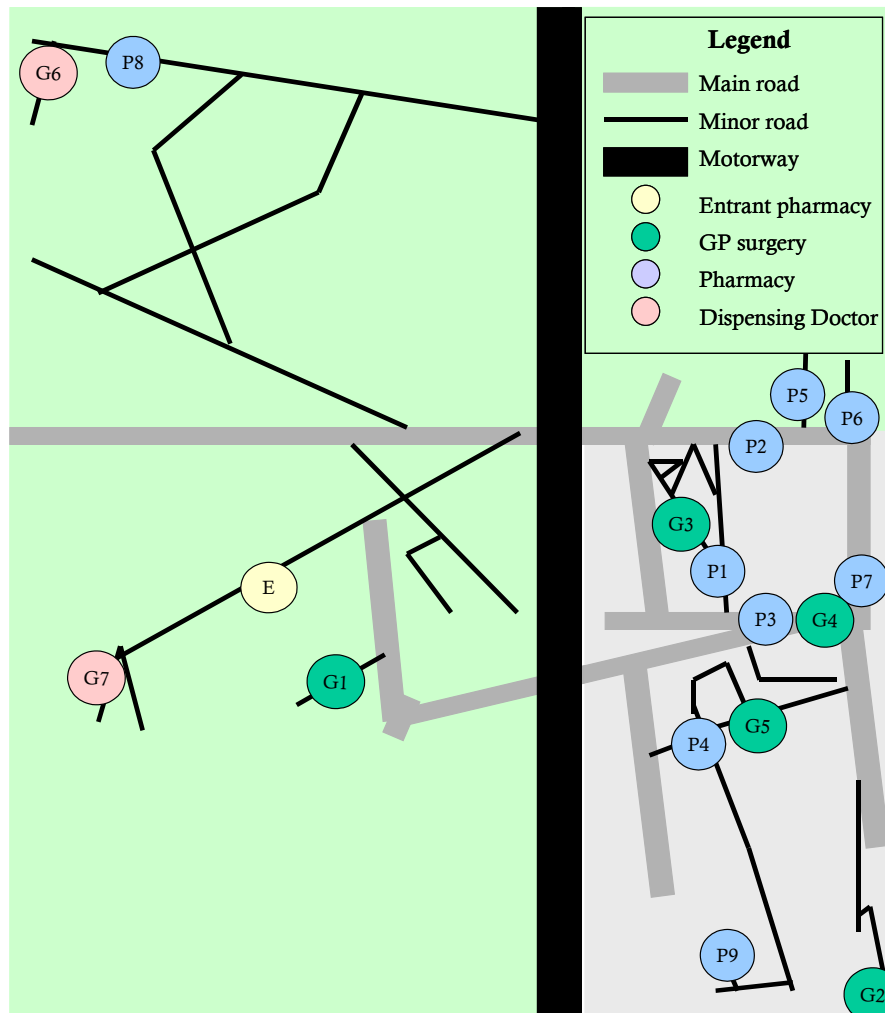 Legend
Main road
Minor road
Motorway
Entrant pharmacy
GP surgery
Pharmacy
Dispensing Doctor
G6
P8
P5
P6
P2
G3
P1
P7
E
P3
G4
G7
G1
G5
P4
P9
G2